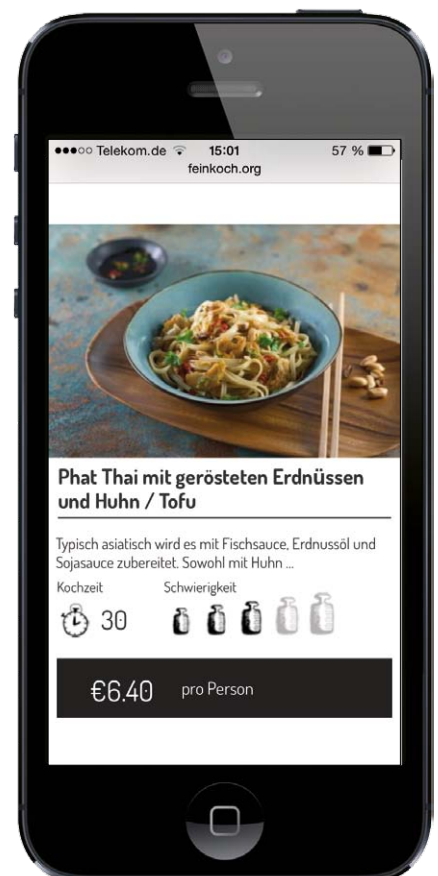 ●●●○○ Telekom.de 15:01 57 %
feinkoch.org
Phat Thai mit gerösteten Erdnüssen
und Huhn / Tofu
Typisch asiatisch wird es mit Fischsauce, Erdnussöl und
Sojasauce zubereitet. Sowohl mit Huhn ...
Kochzeit Schwierigkeit
30
€6.40 pro Person